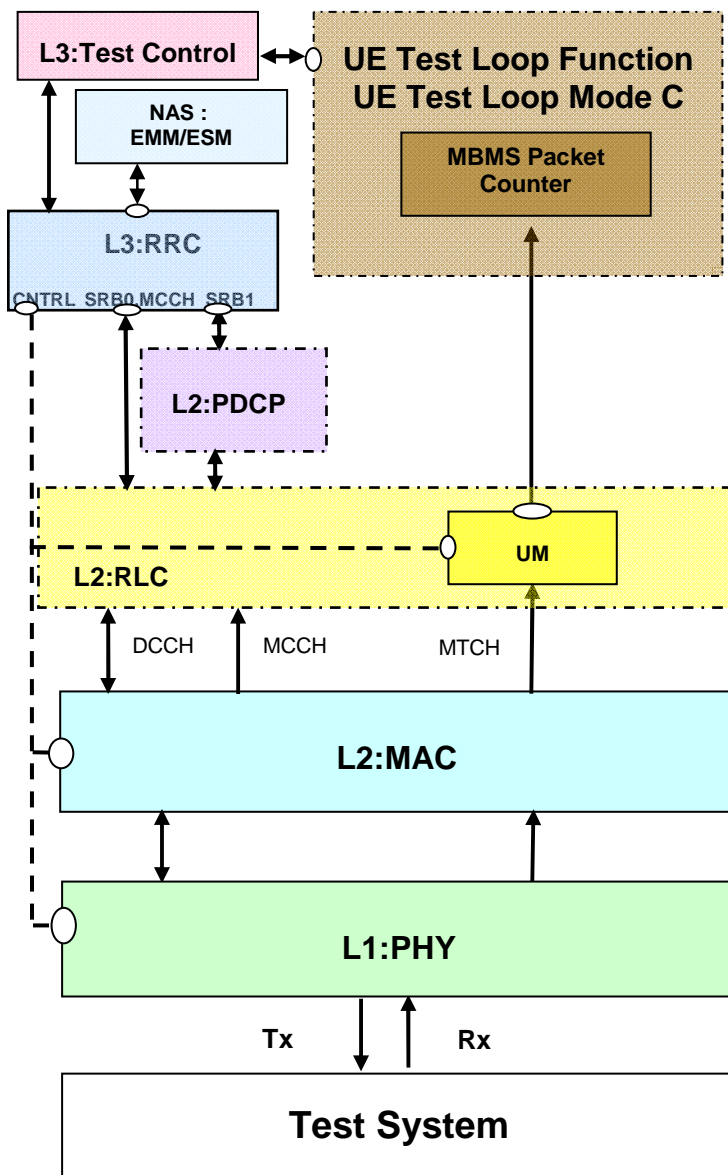 L3:Test Control
UE Test Loop Function
UE Test Loop Mode C
NAS :
EMM/ESM
MBMS Packet
Counter
L3:RRC
CNTRL SRB0,MCCH SRB1
L2:PDCP
UM
L2:RLC
DCCH MCCH MTCH
L2:MAC
L1:PHY
Tx Rx
Test System